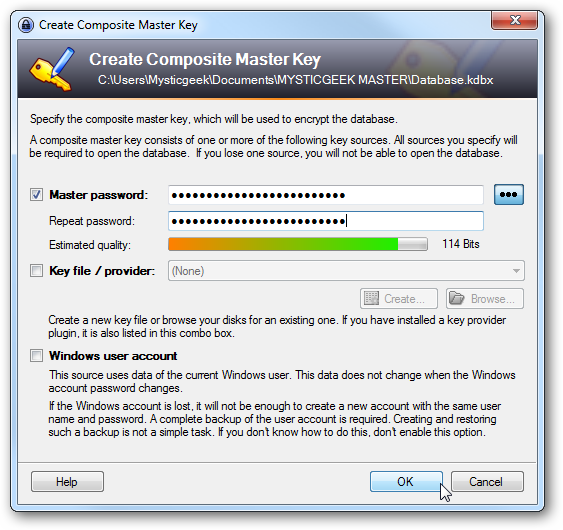 Create Composite Master Key
Create Composite Master Key
C:\Users\Mysticgeek\Documents\MYSTICGEEK MASTER\Database.kdbx
Specify the composite master key, which will be used to encrypt the database.
A composite master key consists of one or more of the following key sources. All sources you specify will
be required to open the database.  If you lose one source, you will not be able to open the database.
Master password: ●●●●●●●●●●●●●●●●●●●●●●●●●● ●●●
Repeat password: ●●●●●●●●●●●●●●●●●●●●●●●●●●
Estimated quality: 114 Bits
Key file / provider: (None)
Create... Browse...
Create a new key file or browse your disks for an existing one. If you have installed a key provider
plugin, it is also listed in this combo box.
Windows user account
This source uses data of the current Windows user. This data does not change when the Windows
account password changes.
If the Windows account is lost, it will not be enough to create a new account with the same user
name and password. A complete backup of the user account is required. Creating and restoring
such a backup is not a simple task. If you don't know how to do this, don't enable this option.
Help OK Cancel